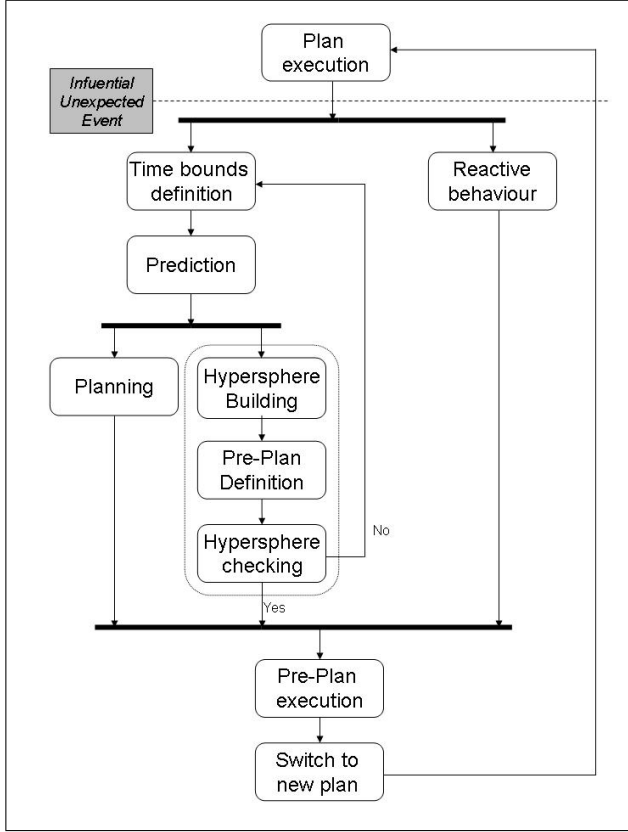 Plan
execution
Infuential
Unexpected
Event
Time bounds
definition
Reactive
behaviour
Prediction
Planning
Hypersphere
Building
Pre-Plan
Definition
Hypersphere
checking
No
Yes
Pre-Plan
execution
Switch to
new plan